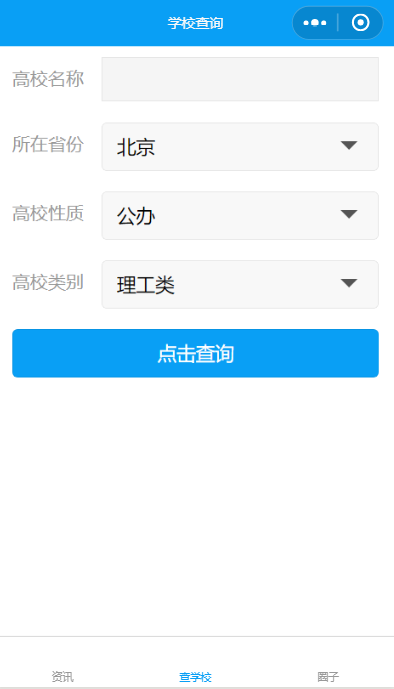 学校查询
高校名称
所在省份
北京
高校性质
公办
高校类别
理工类
点击查询
资讯
查学校
圈子